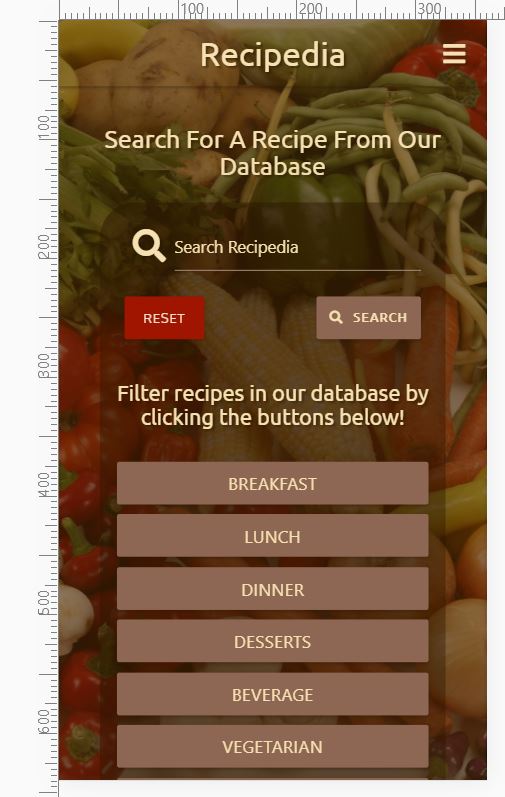 100 200 300
Recipedia
100
Search For A Recipe From Our
Database
200
Search Recipedia
RESET
SEARCH
300
Filter recipes in our database by
clicking the buttons below!
400
BREAKFAST
LUNCH
DINNER
500
DESSERTS
BEVERAGE
600
VEGETARIAN